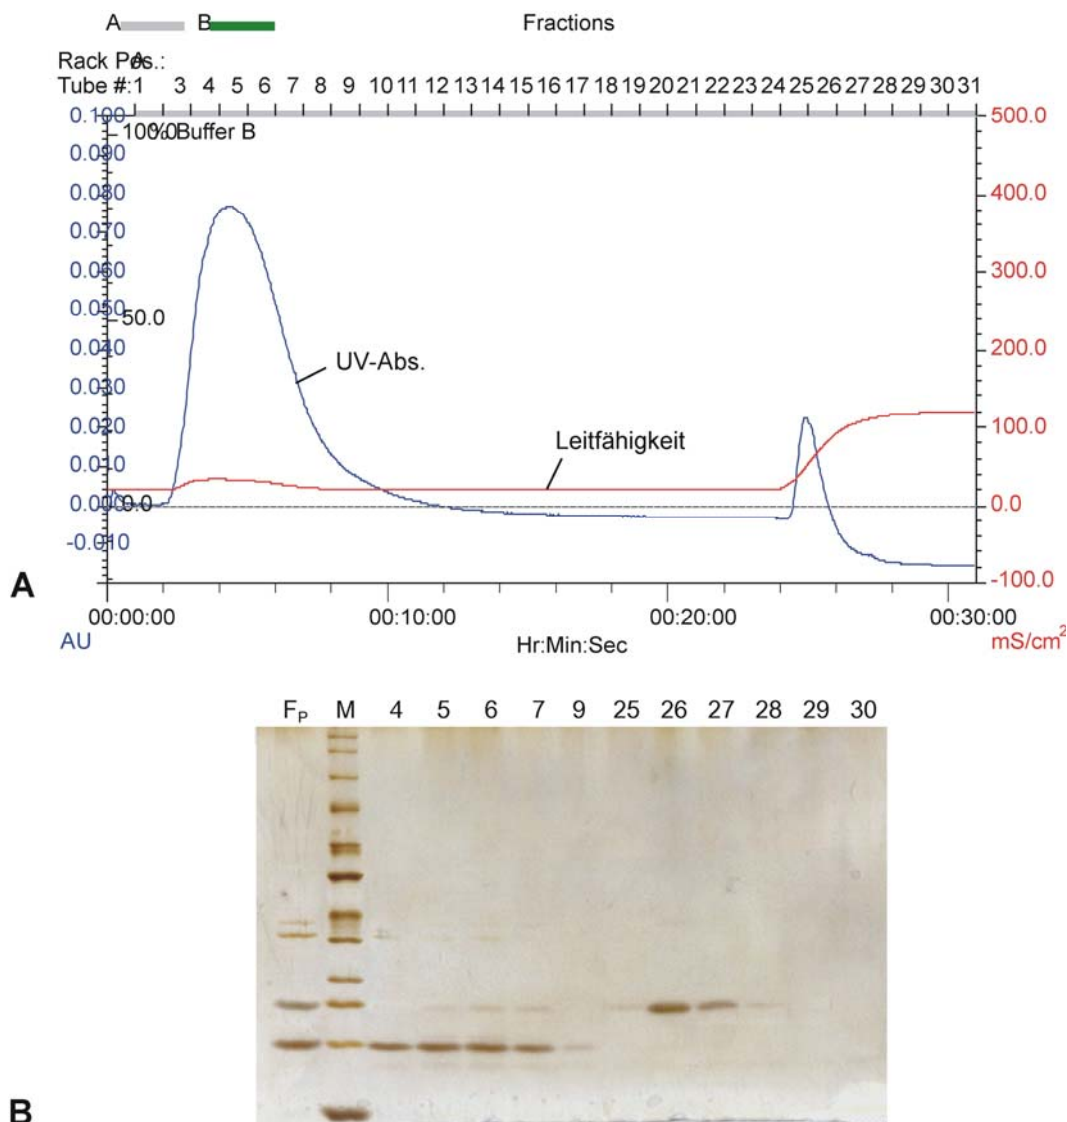 A B Fractions
Rack Pos.: A
Tube #: 1 3 4 5 6 7 8 9 10 11 12 13 14 15 16 17 18 19 20 21 22 23 24 25 26 27 28 29 30 31
0.100 100.0 % Buffer B 500.0
0.090
0.080 400.0
0.070
0.060 300.0
0.050 50.0
0.040 200.0
UV-Abs.
0.030
0.020 100.0
Leitfähigkeit
0.010
0.000 0.0 0.0
-0.010
-100.0
A
00:00:00 00:10:00 00:20:00 00:30:00
AU Hr:Min:Sec mS/cm²
Fₚ M 4 5 6 7 9 25 26 27 28 29 30
B